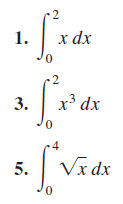 1. ∫₀² x dx
3. ∫₀² x³ dx
5. ∫₀⁴ √x dx